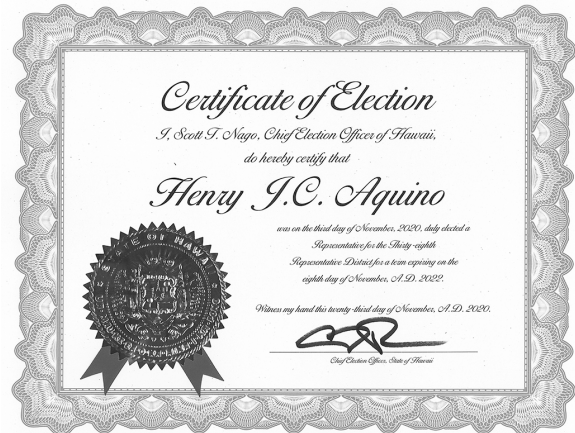 Certificate of Election
I, Scott T. Nago, Chief Election Officer of Hawaii,
do hereby certify that
Henry J.C. Aquino
was on the third day of November, 2020, duly elected a
Representative for the Thirty-eighth
Representative District for a term expiring on the
eighth day of November, A.D. 2022.
Witness my hand this twenty-third day of November, A.D. 2020.
Chief Election Officer, State of Hawaii
STATE OF HAWAII